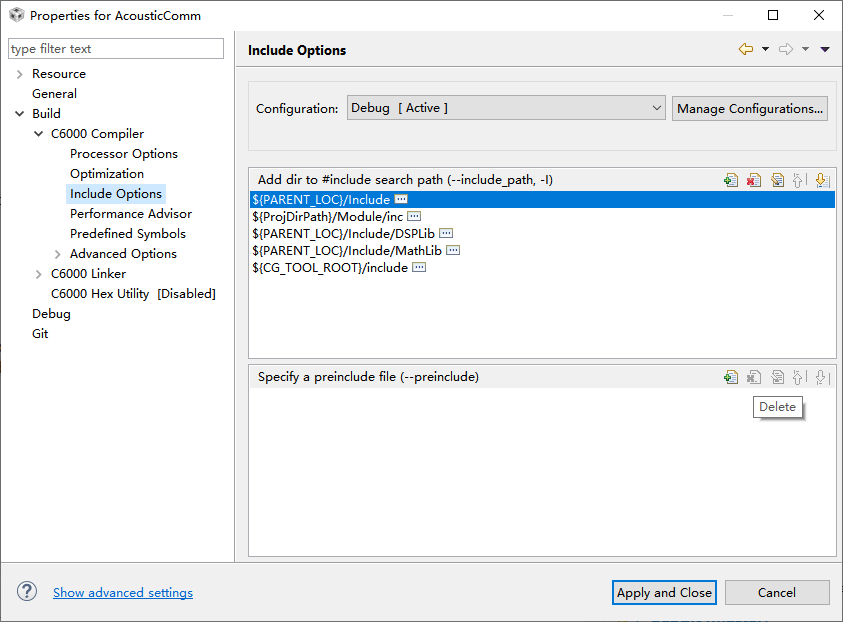 Properties for AcousticComm
type filter text
Resource
General
Build
C6000 Compiler
Processor Options
Optimization
Include Options
Performance Advisor
Predefined Symbols
Advanced Options
C6000 Linker
C6000 Hex Utility [Disabled]
Debug
Git
Include Options
Configuration: Debug [ Active ] Manage Configurations...
Add dir to #include search path (--include_path, -I)
${PARENT_LOC}/Include
${ProjDirPath}/Module/inc
${PARENT_LOC}/Include/DSPLib
${PARENT_LOC}/Include/MathLib
${CG_TOOL_ROOT}/include
Specify a preinclude file (--preinclude)
Delete
Show advanced settings
Apply and Close Cancel